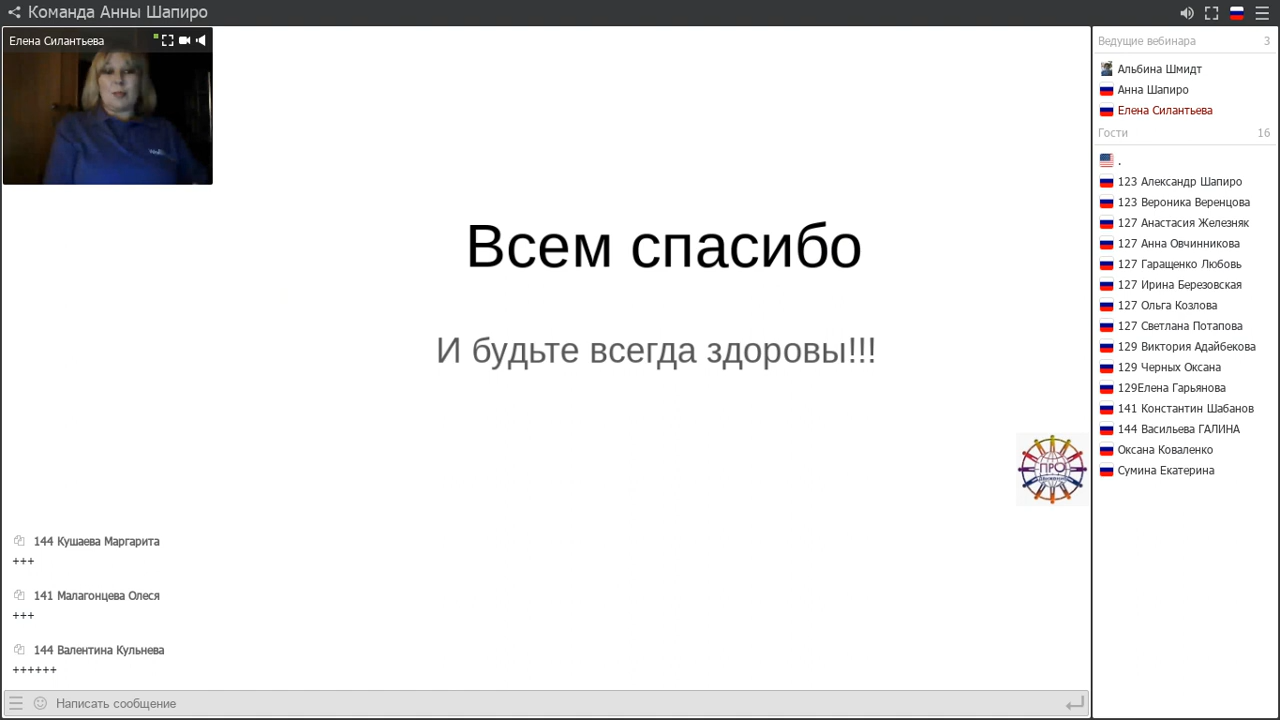 Команда Анны Шапиро
Елена Силантьева
Всем спасибо
И будьте всегда здоровы!!!
ПРО
144 Кушаева Маргарита
+++
141 Малагонцева Олеся
+++
144 Валентина Кульнева
++++++
Написать сообщение
Ведущие вебинара 3
Альбина Шмидт
Анна Шапиро
Елена Силантьева
Гости 16
.
123 Александр Шапиро
123 Вероника Веренцова
127 Анастасия Железняк
127 Анна Овчинникова
127 Гаращенко Любовь
127 Ирина Березовская
127 Ольга Козлова
127 Светлана Потапова
129 Виктория Адайбекова
129 Черных Оксана
129Елена Гарьянова
141 Константин Шабанов
144 Васильева ГАЛИНА
Оксана Коваленко
Сумина Екатерина